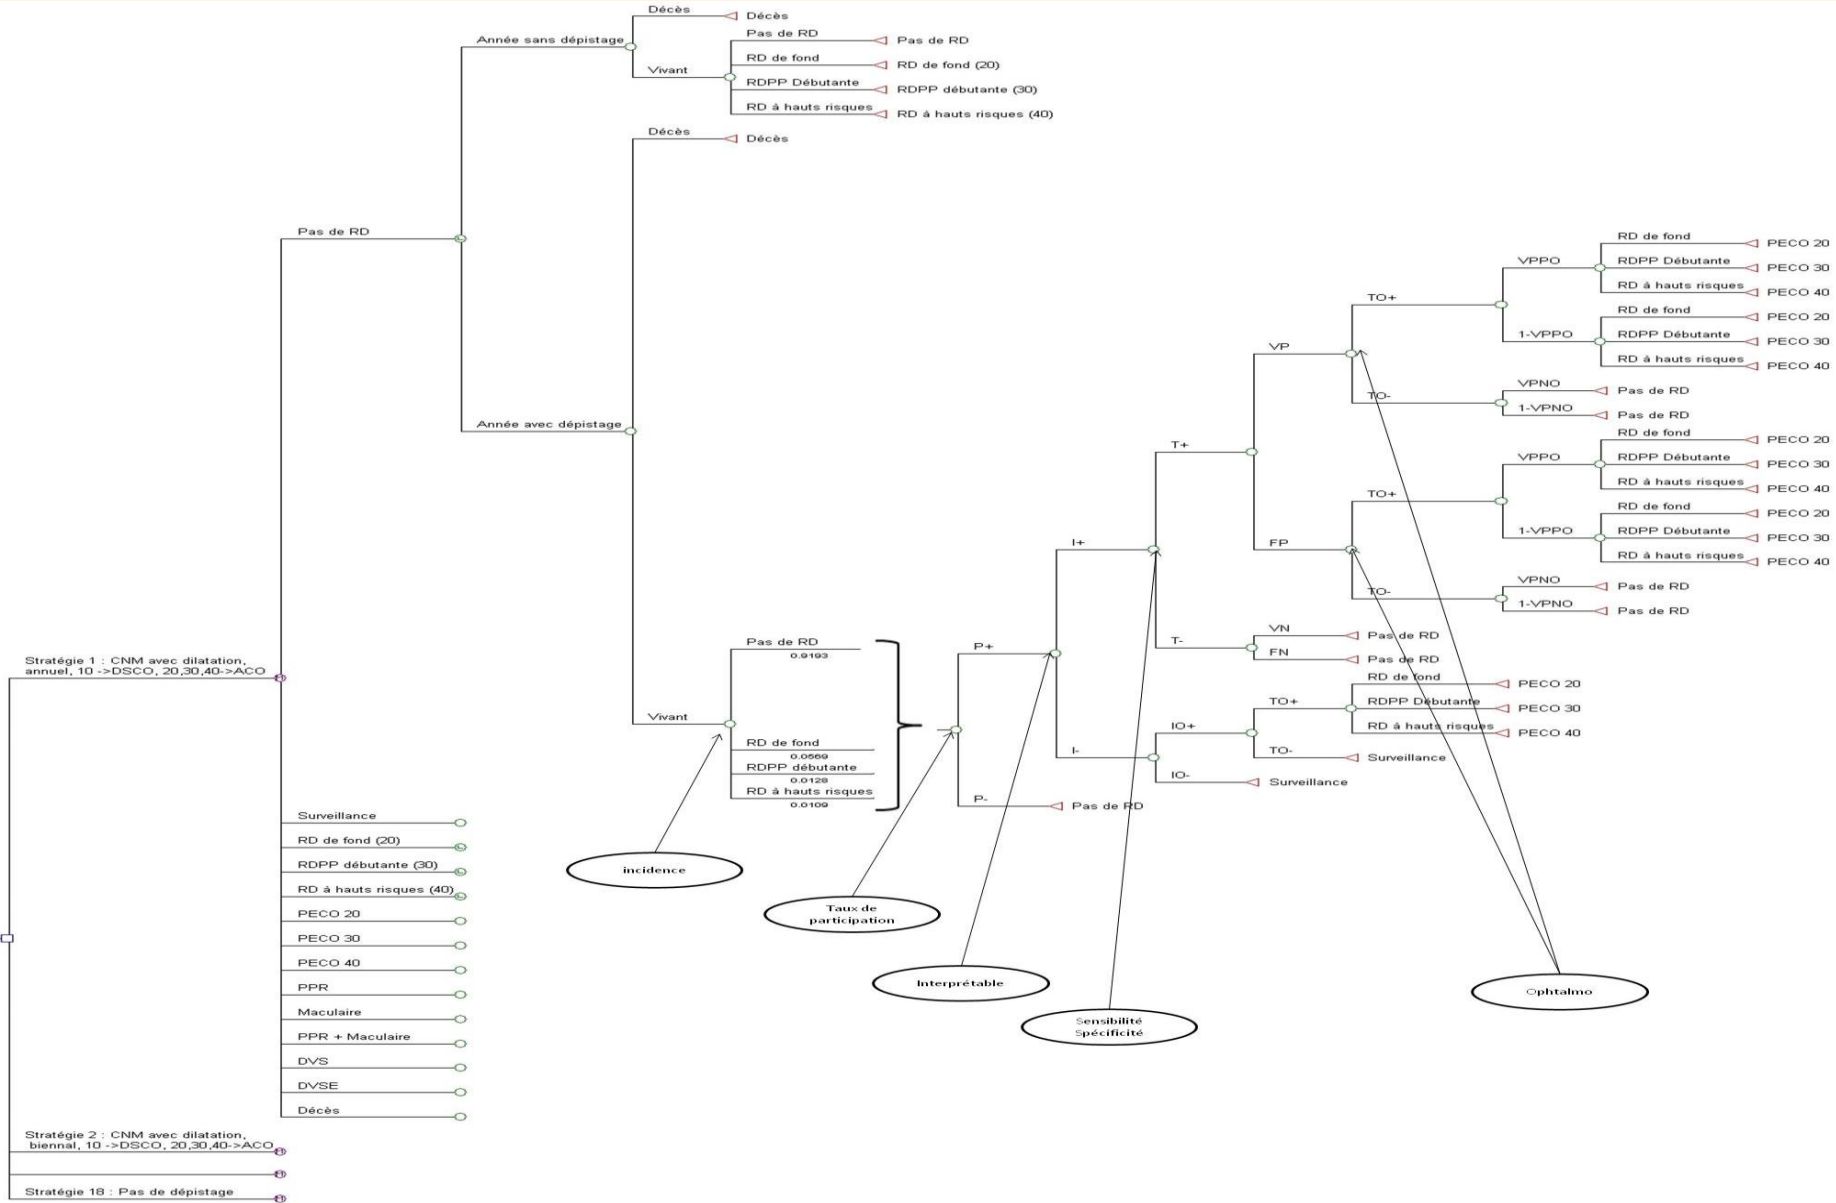 Décès
Décès
Année sans dépistage
Pas de RD
Pas de RD
RD de fond
RD de fond (20)
Vivant
RDPP Débutante
RDPP débutante (30)
RD à hauts risques
RD à hauts risques (40)
Décès
Décès
Pas de RD
Année avec dépistage
RD de fond
PECO 20
VPPO
RDPP Débutante
PECO 30
RD à hauts risques
PECO 40
TO+
RD de fond
PECO 20
1-VPPO
RDPP Débutante
PECO 30
RD à hauts risques
PECO 40
VP
VPNO
Pas de RD
TO-
1-VPNO
Pas de RD
T+
RD de fond
PECO 20
VPPO
RDPP Débutante
PECO 30
RD à hauts risques
PECO 40
TO+
RD de fond
PECO 20
1-VPPO
RDPP Débutante
PECO 30
RD à hauts risques
PECO 40
FP
VPNO
Pas de RD
TO-
1-VPNO
Pas de RD
I+
T-
VN
Pas de RD
FN
Pas de RD
P+
RD de fond
PECO 20
TO+
RDPP Débutante
PECO 30
RD à hauts risques
PECO 40
IO+
TO-
Surveillance
I-
IO-
Surveillance
P-
Pas de RD
Pas de RD
0.9193
Vivant
RD de fond
0.0569
RDPP débutante
0.0128
RD à hauts risques
0.0109
Stratégie 1 : CNM avec dilatation,
annuel, 10 ->DSCO, 20,30,40->ACO
Surveillance
RD de fond (20)
RDPP débutante (30)
RD à hauts risques (40)
PECO 20
PECO 30
PECO 40
PPR
Maculaire
PPR + Maculaire
DVS
DVSE
Décès
incidence
Taux de
participation
Interprétable
Sensibilité
Spécificité
Ophtalmo
Stratégie 2 : CNM avec dilatation,
biennal, 10 ->DSCO, 20,30,40->ACO
Stratégie 18 : Pas de dépistage